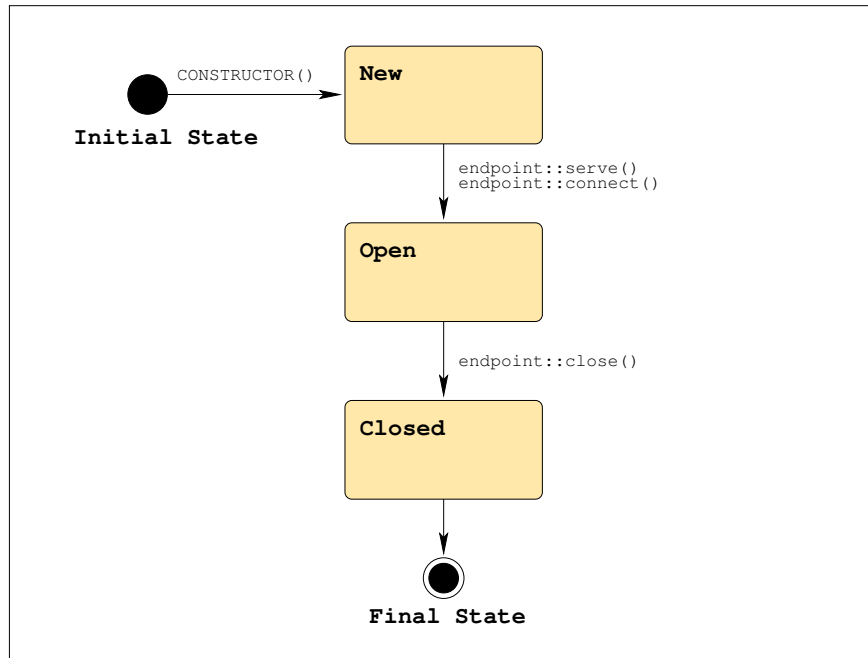 CONSTRUCTOR()
New
Initial State
endpoint::serve()
endpoint::connect()
Open
endpoint::close()
Closed
Final State